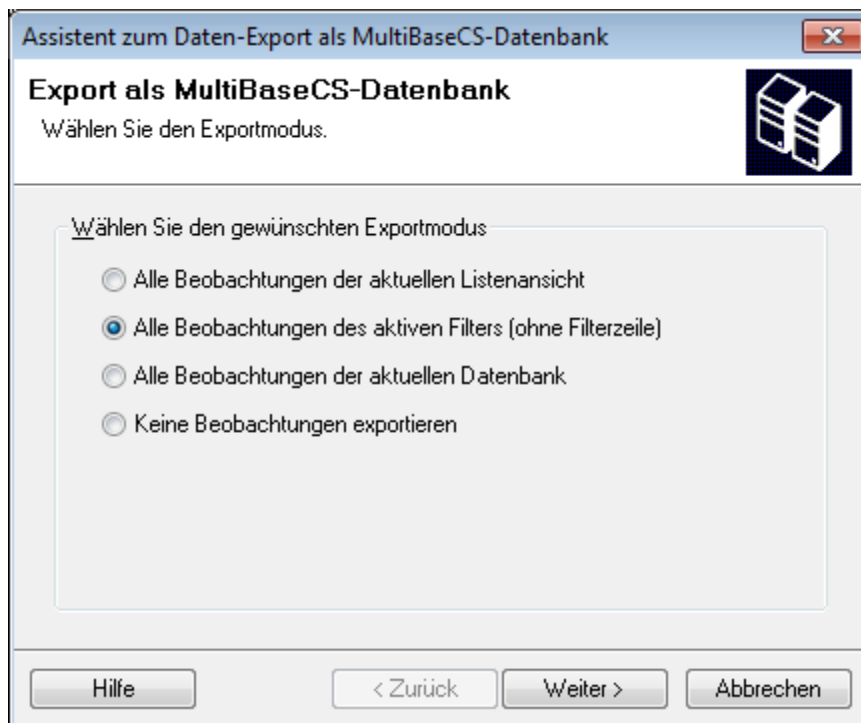 Assistent zum Daten-Export als MultiBaseCS-Datenbank
Export als MultiBaseCS-Datenbank
Wählen Sie den Exportmodus.
Wählen Sie den gewünschten Exportmodus
Alle Beobachtungen der aktuellen Listenansicht
Alle Beobachtungen des aktiven Filters (ohne Filterzeile)
Alle Beobachtungen der aktuellen Datenbank
Keine Beobachtungen exportieren
Hilfe
< Zurück
Weiter >
Abbrechen